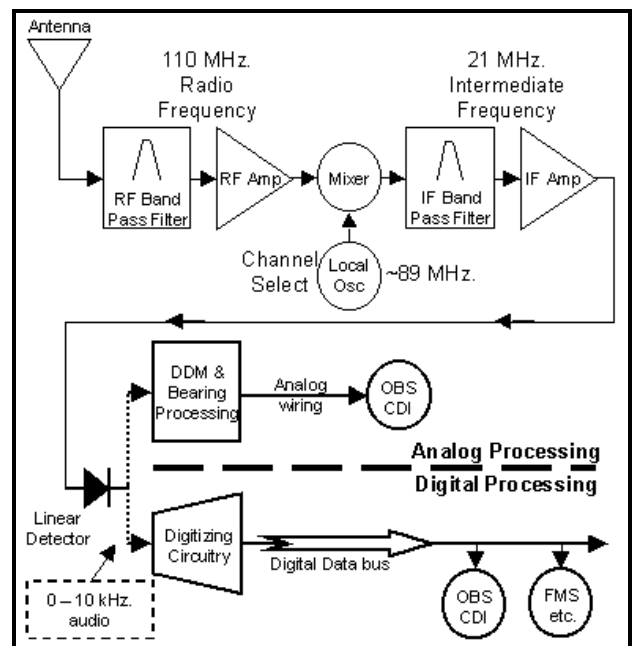 Antenna
110 MHz.
Radio
Frequency
21 MHz.
Intermediate
Frequency
RF Band
Pass Filter
RF Amp
Mixer
IF Band
Pass Filter
IF Amp
Channel
Select
Local
Osc
~89 MHz.
DDM &
Bearing
Processing
Analog
wiring
OBS
CDI
Analog Processing
Digital Processing
Linear
Detector
Digitizing
Circuitry
Digital Data bus
0 – 10 kHz.
audio
OBS
CDI
FMS
etc.